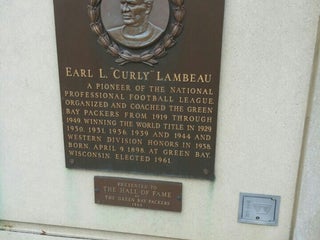 EARL L. "CURLY" LAMBEAU
A PIONEER OF THE NATIONAL
PROFESSIONAL FOOTBALL LEAGUE.
ORGANIZED AND COACHED THE GREEN
BAY PACKERS FROM 1919 THROUGH
1949, WINNING THE WORLD TITLE IN 1929
1930, 1931, 1936, 1939 AND 1944 AND
WESTERN DIVISION HONORS IN 1938.
BORN APRIL 9, 1898, AT GREEN BAY,
WISCONSIN. ELECTED 1961.
PRESENTED TO
THE HALL OF FAME
BY
THE GREEN BAY PACKERS